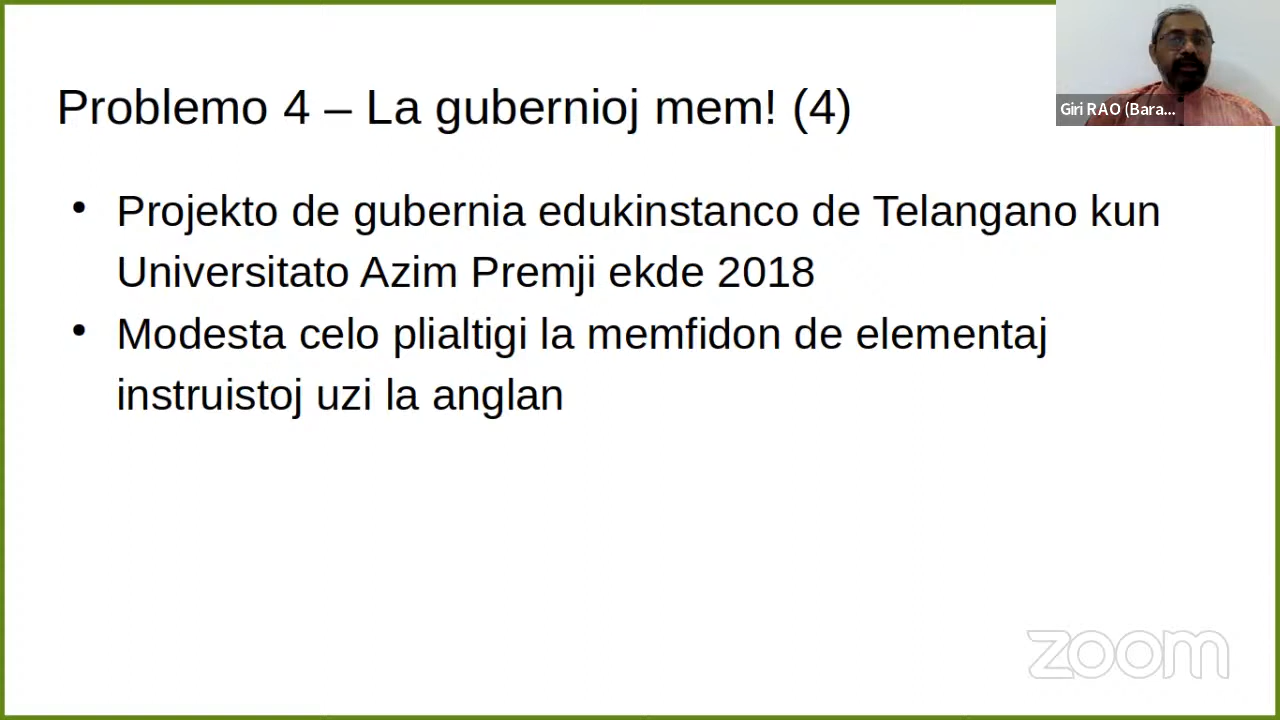 Problemo 4 – La gubernioj mem! (4)
Giri RAO (Bara...
• Projekto de gubernia edukinstanco de Telangano kun
Universitato Azim Premji ekde 2018
• Modesta celo plialtigi la memfidon de elementaj
instruistoj uzi la anglan
zoom